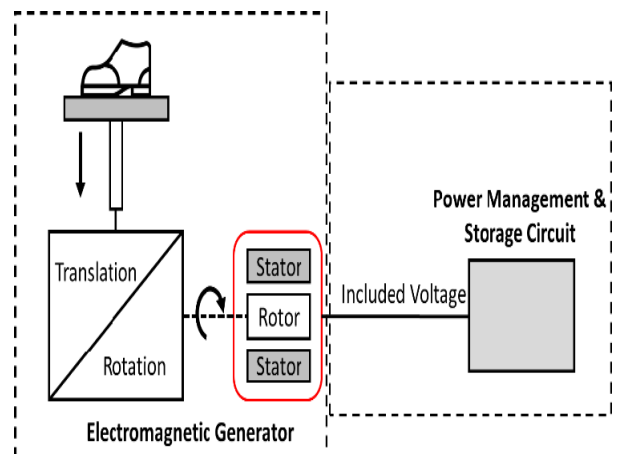 Power Management &
Storage Circuit
Translation
Rotation
Stator
Rotor
Stator
Included Voltage
Electromagnetic Generator